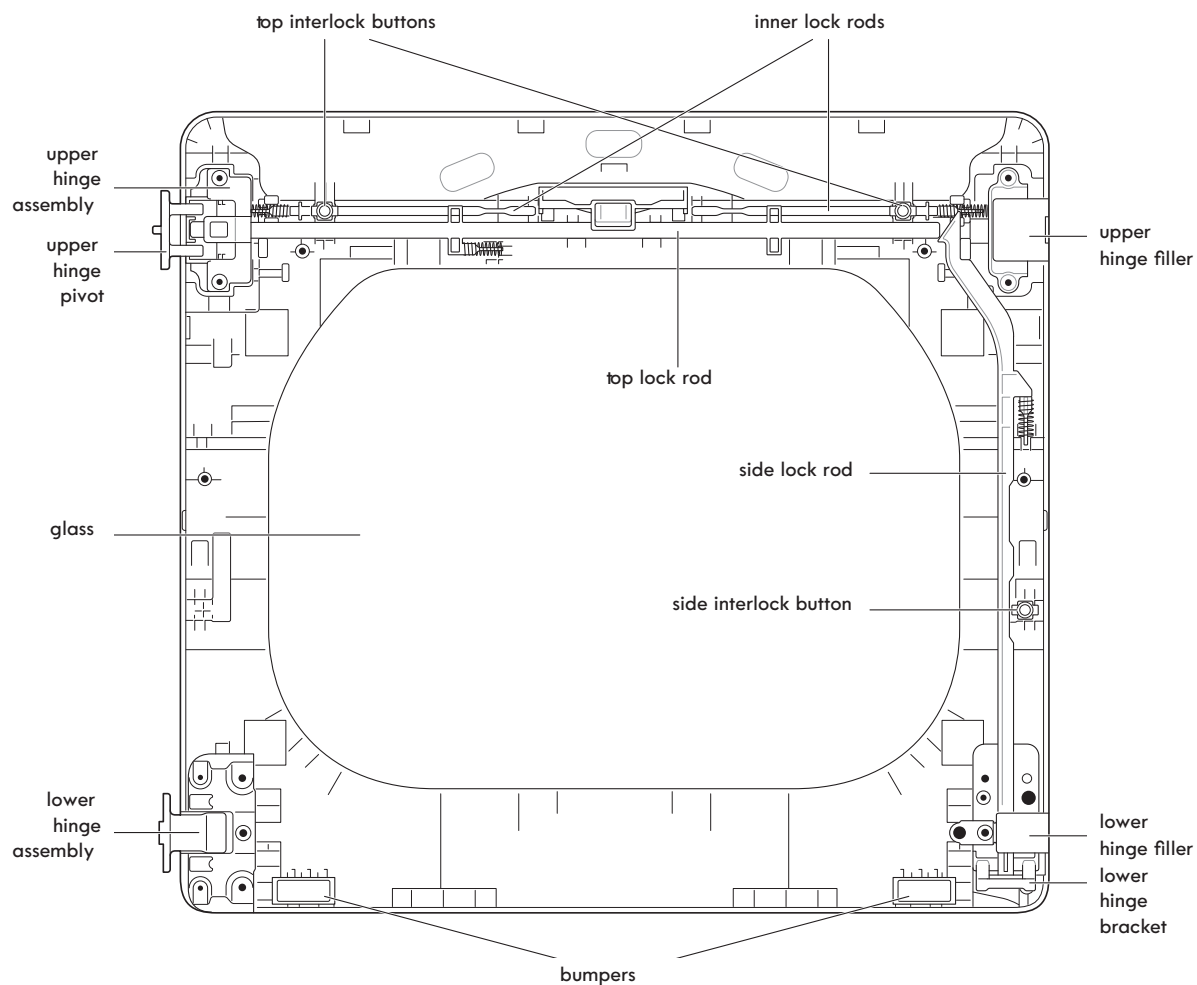 top interlock buttons
inner lock rods
upper
hinge
assembly
upper
hinge
pivot
upper
hinge filler
top lock rod
side lock rod
glass
side interlock button
lower
hinge
assembly
lower
hinge filler
lower
hinge
bracket
bumpers